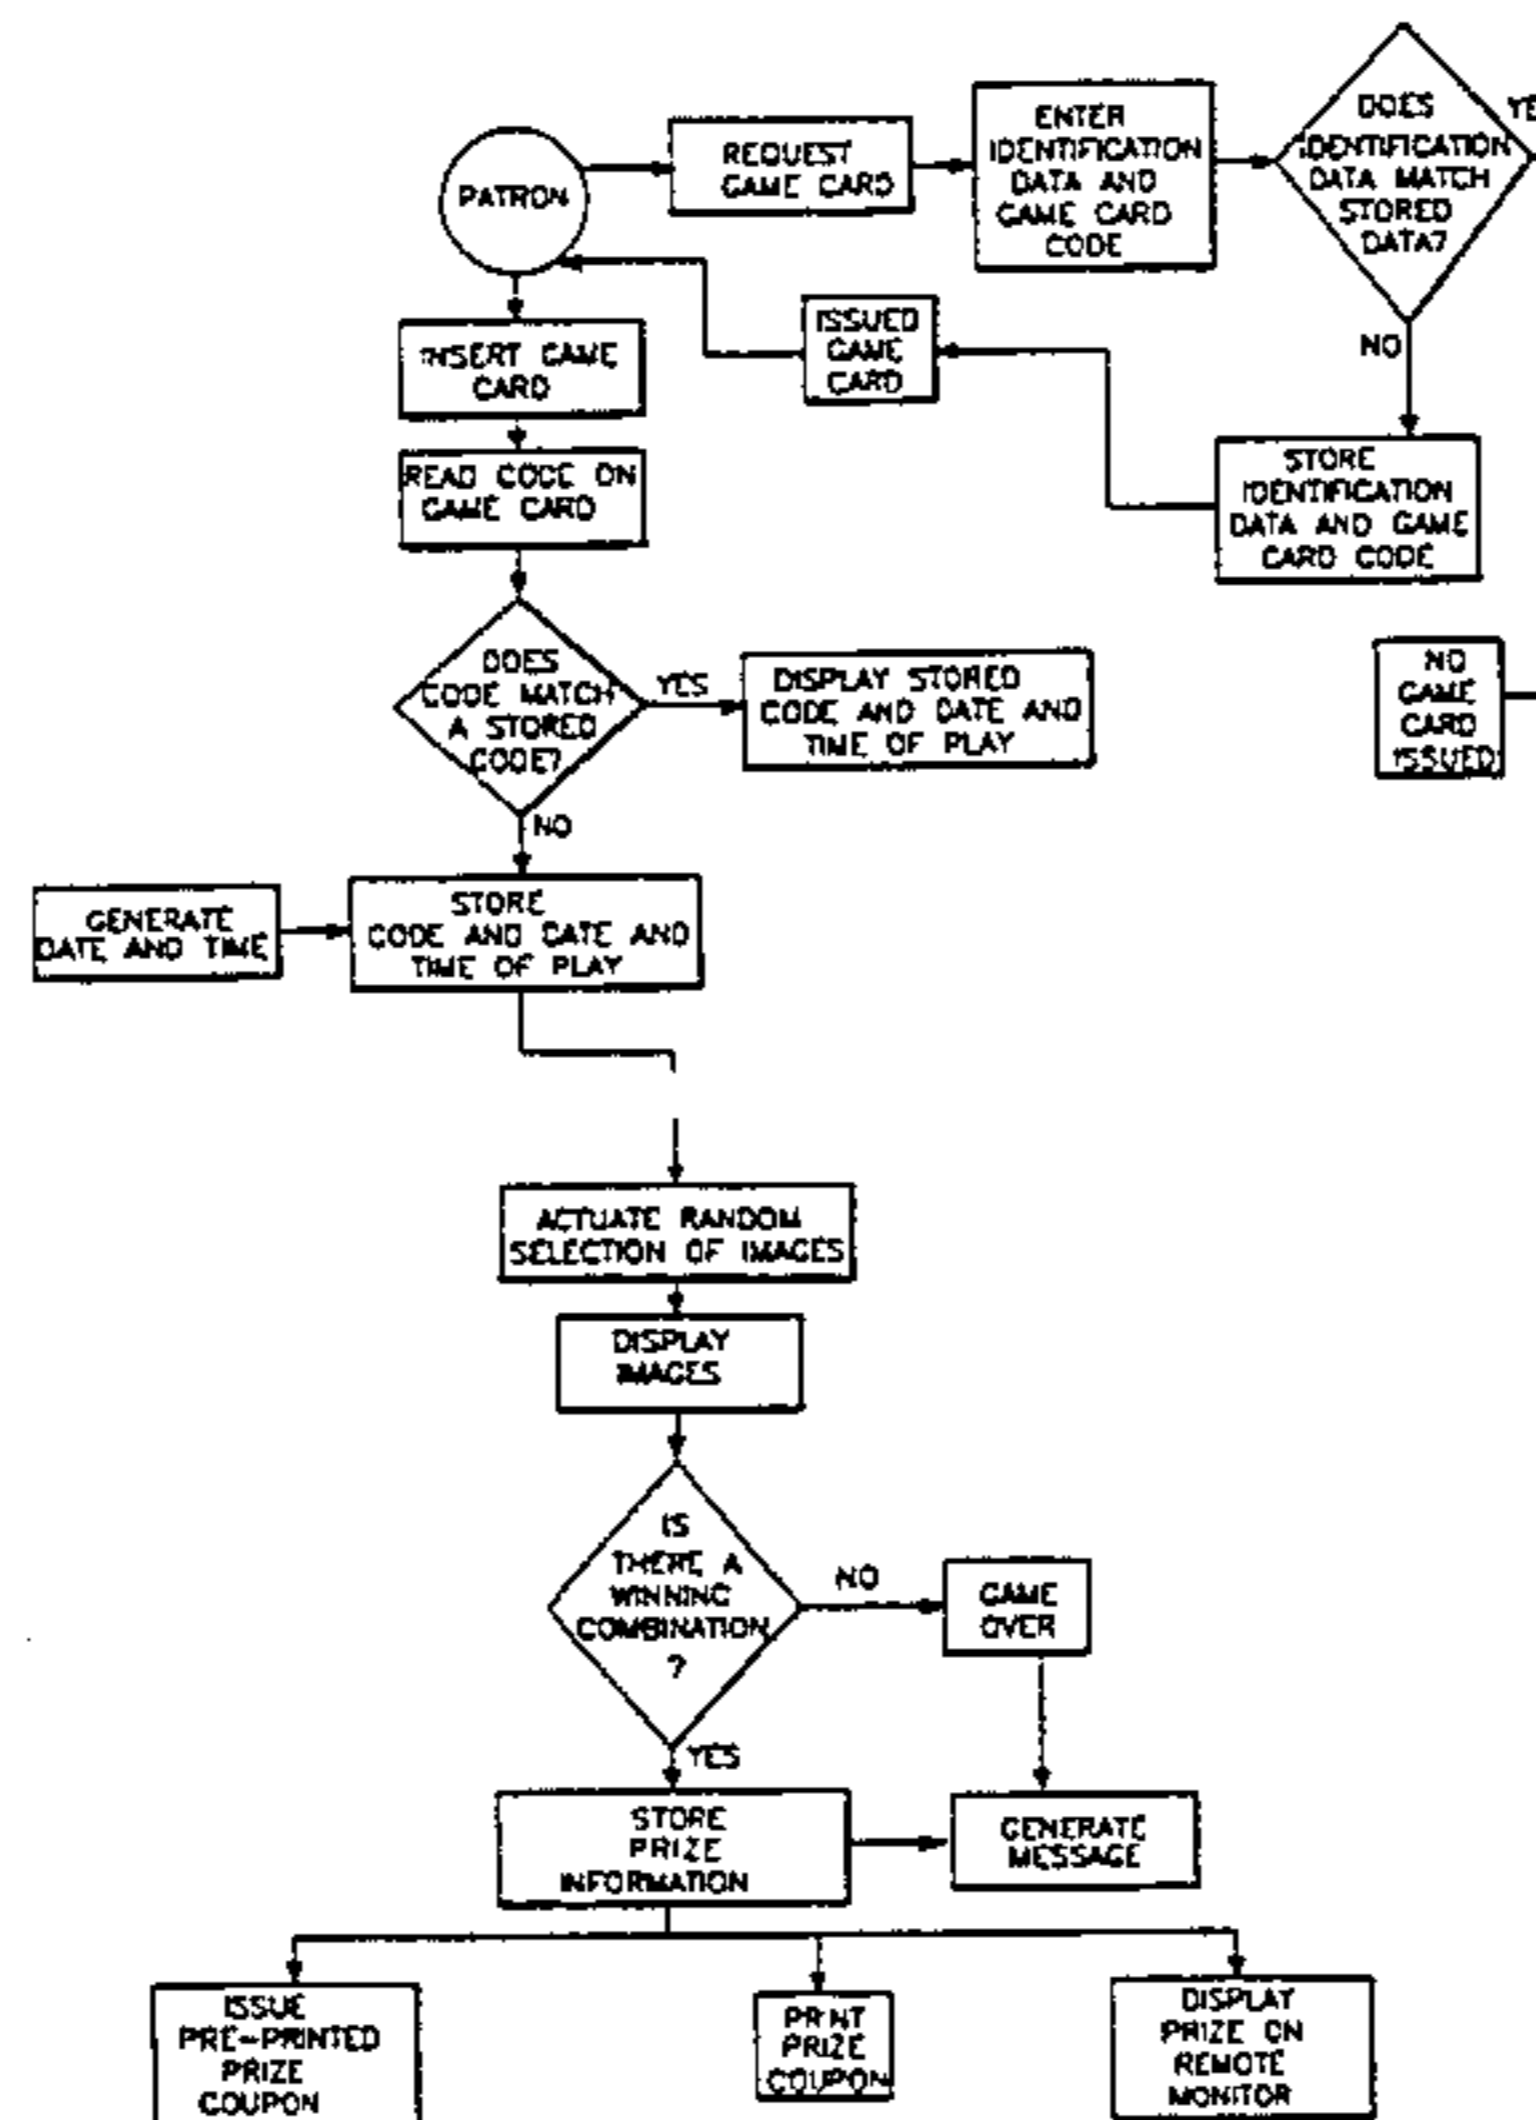 PATRON
REQUEST
GAME CARD
ENTER
IDENTIFICATION
DATA AND
GAME CARD
CODE
DOES
IDENTIFICATION
DATA MATCH
STORED
DATA?
YE
NO
STORE
IDENTIFICATION
DATA AND GAME
CARD CODE
ISSUED
GAME
CARD
INSERT GAME
CARD
READ CODE ON
GAME CARD
DOES
CODE MATCH
A STORED
CODE?
YES
DISPLAY STORED
CODE AND DATE AND
TIME OF PLAY
NO
GAME
CARD
ISSUED
NO
GENERATE
DATE AND TIME
STORE
CODE AND DATE AND
TIME OF PLAY
ACTUATE RANDOM
SELECTION OF IMAGES
DISPLAY
IMAGES
IS
THERE A
WINNING
COMBINATION
?
NO
GAME
OVER
YES
STORE
PRIZE
INFORMATION
GENERATE
MESSAGE
ISSUE
PRE-PRINTED
PRIZE
COUPON
PRINT
PRIZE
COUPON
DISPLAY
PRIZE ON
REMOTE
MONITOR